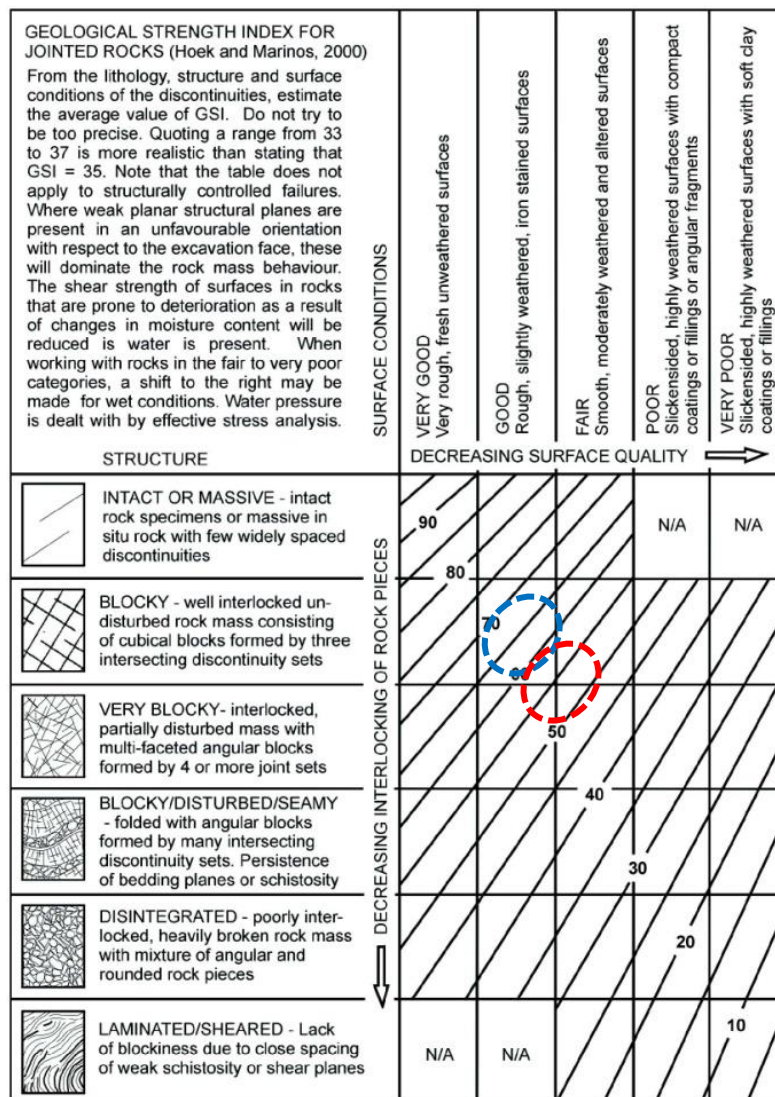 GEOLOGICAL STRENGTH INDEX FOR
JOINTED ROCKS (Hoek and Marinos, 2000)
From the lithology, structure and surface
conditions of the discontinuities, estimate
the average value of GSI. Do not try to
be too precise. Quoting a range from 33
to 37 is more realistic than stating that
GSI = 35. Note that the table does not
apply to structurally controlled failures.
Where weak planar structural planes are
present in an unfavourable orientation
with respect to the excavation face, these
will dominate the rock mass behaviour.
The shear strength of surfaces in rocks
that are prone to deterioration as a result
of changes in moisture content will be
reduced is water is present. When
working with rocks in the fair to very poor
categories, a shift to the right may be
made for wet conditions. Water pressure
is dealt with by effective stress analysis.
SURFACE CONDITIONS
VERY GOOD
Very rough, fresh unweathered surfaces
GOOD
Rough, slightly weathered, iron stained surfaces
FAIR
Smooth, moderately weathered and altered surfaces
POOR
Slickensided, highly weathered surfaces with compact
coatings or fillings or angular fragments
VERY POOR
Slickensided, highly weathered surfaces with soft clay
coatings or fillings
STRUCTURE
DECREASING SURFACE QUALITY
DECREASING INTERLOCKING OF ROCK PIECES
INTACT OR MASSIVE - intact
rock specimens or massive in
situ rock with few widely spaced
discontinuities
90
N/A
N/A
80
BLOCKY - well interlocked un-
disturbed rock mass consisting
of cubical blocks formed by three
intersecting discontinuity sets
70
60
VERY BLOCKY- interlocked,
partially disturbed mass with
multi-faceted angular blocks
formed by 4 or more joint sets
50
BLOCKY/DISTURBED/SEAMY
- folded with angular blocks
formed by many intersecting
discontinuity sets. Persistence
of bedding planes or schistosity
40
30
DISINTEGRATED - poorly inter-
locked, heavily broken rock mass
with mixture of angular and
rounded rock pieces
20
LAMINATED/SHEARED - Lack
of blockiness due to close spacing
of weak schistosity or shear planes
N/A
N/A
10